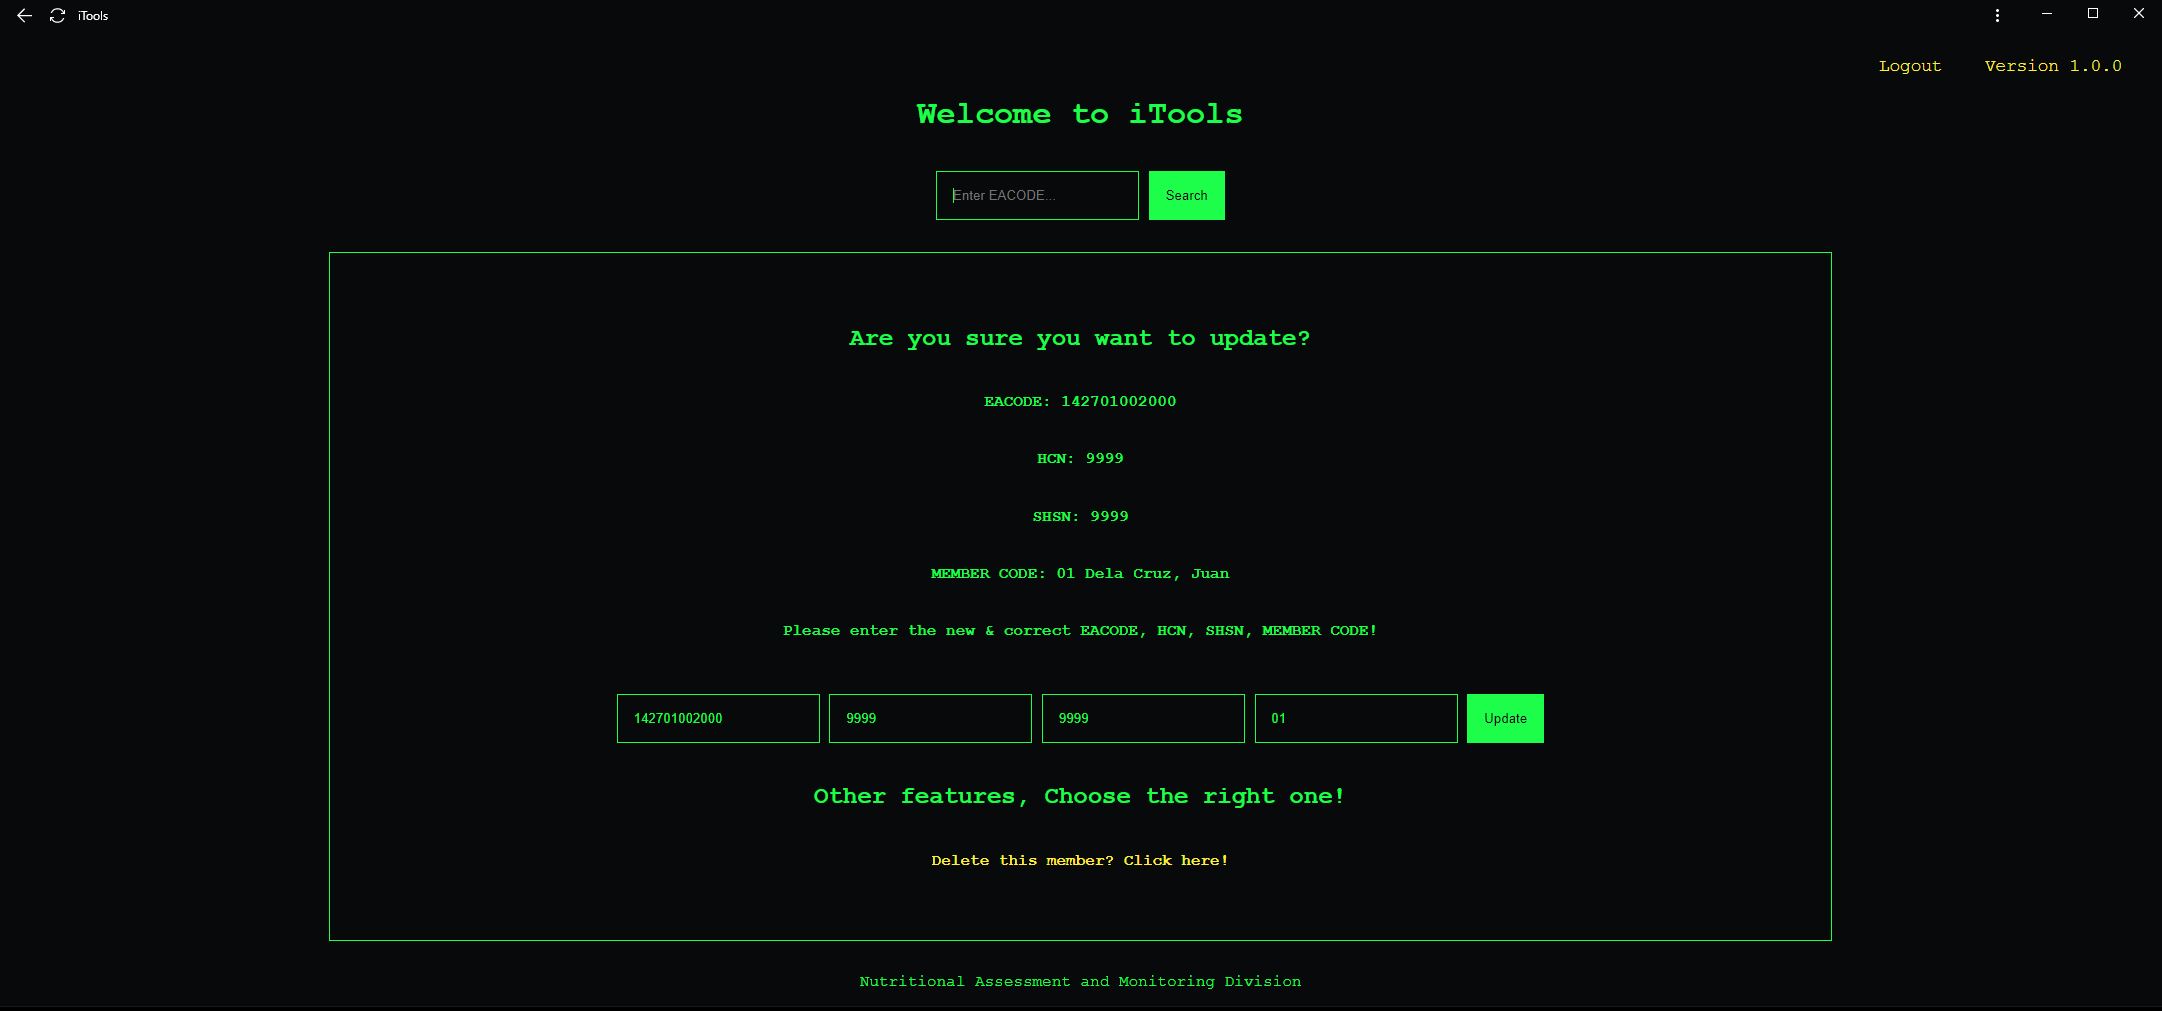 iTools
Logout Version 1.0.0
Welcome to iTools
Enter EACODE... Search
Are you sure you want to update?
EACODE: 142701002000
HCN: 9999
SHSN: 9999
MEMBER CODE: 01 Dela Cruz, Juan
Please enter the new & correct EACODE, HCN, SHSN, MEMBER CODE!
142701002000 9999 9999 01 Update
Other features, Choose the right one!
Delete this member? Click here!
Nutritional Assessment and Monitoring Division